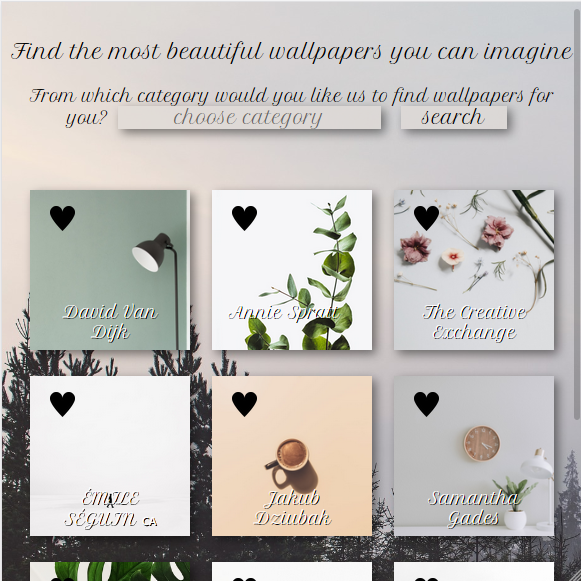 Find the most beautiful wallpapers you can imagine
From which category would you like us to find wallpapers for
you? choose category search
David Van
Dijk
Annie Spratt
The Creative
Exchange
ÉMILE
SÉGUIN CA
Jakub
Dziubak
Samantha
Gades